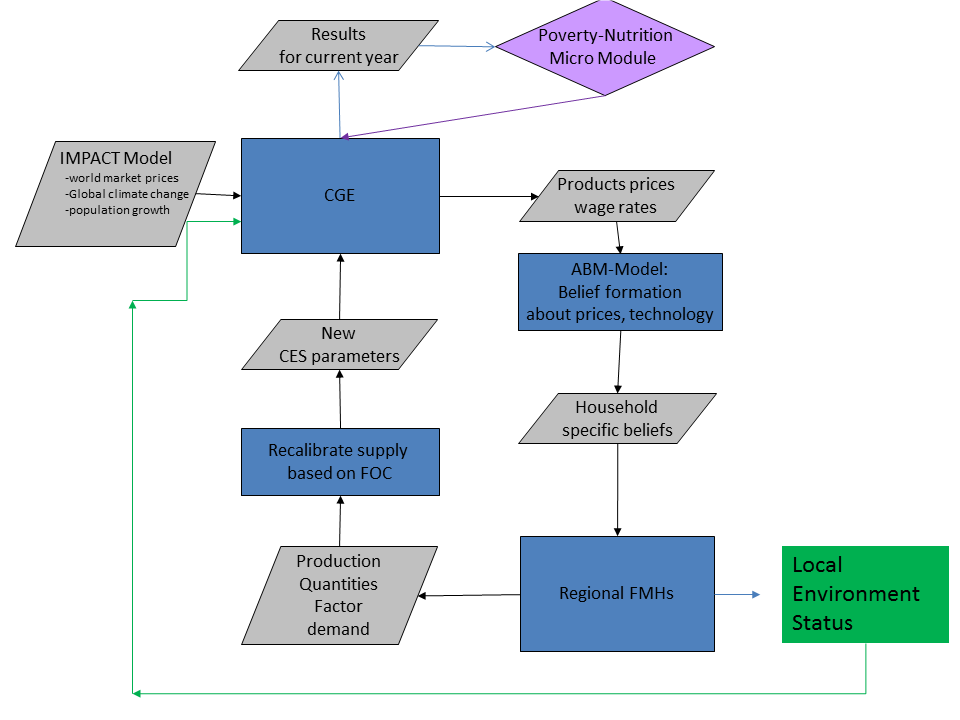 Results
for current year
Poverty-Nutrition
Micro Module
IMPACT Model
-world market prices
-Global climate change
-population growth
CGE
Products prices
wage rates
ABM-Model:
Belief formation
about prices, technology
New
CES parameters
Household
specific beliefs
Recalibrate supply
based on FOC
Production
Quantities
Factor
demand
Regional FMHs
Local
Environment
Status